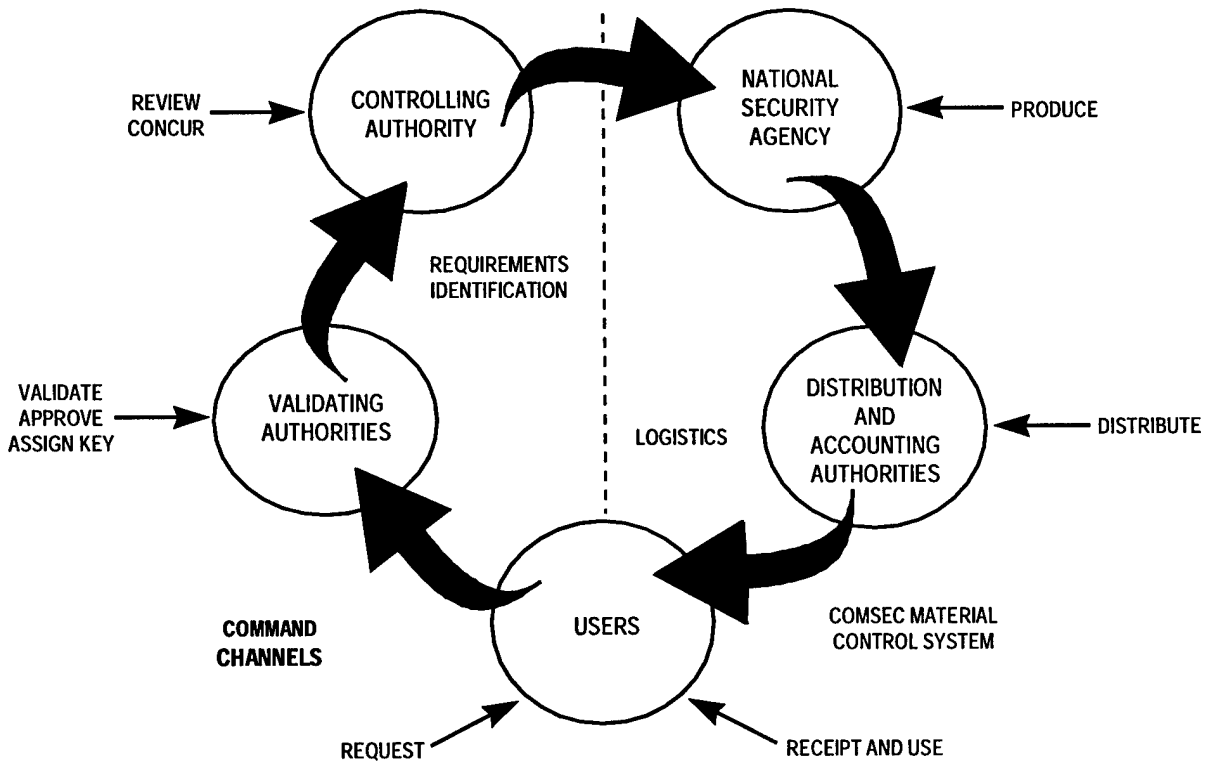 REVIEW
CONCUR
CONTROLLING
AUTHORITY
NATIONAL
SECURITY
AGENCY
PRODUCE
REQUIREMENTS
IDENTIFICATION
VALIDATE
APPROVE
ASSIGN KEY
VALIDATING
AUTHORITIES
LOGISTICS
DISTRIBUTION
AND
ACCOUNTING
AUTHORITIES
DISTRIBUTE
COMMAND
CHANNELS
USERS
COMSEC MATERIAL
CONTROL SYSTEM
REQUEST
RECEIPT AND USE